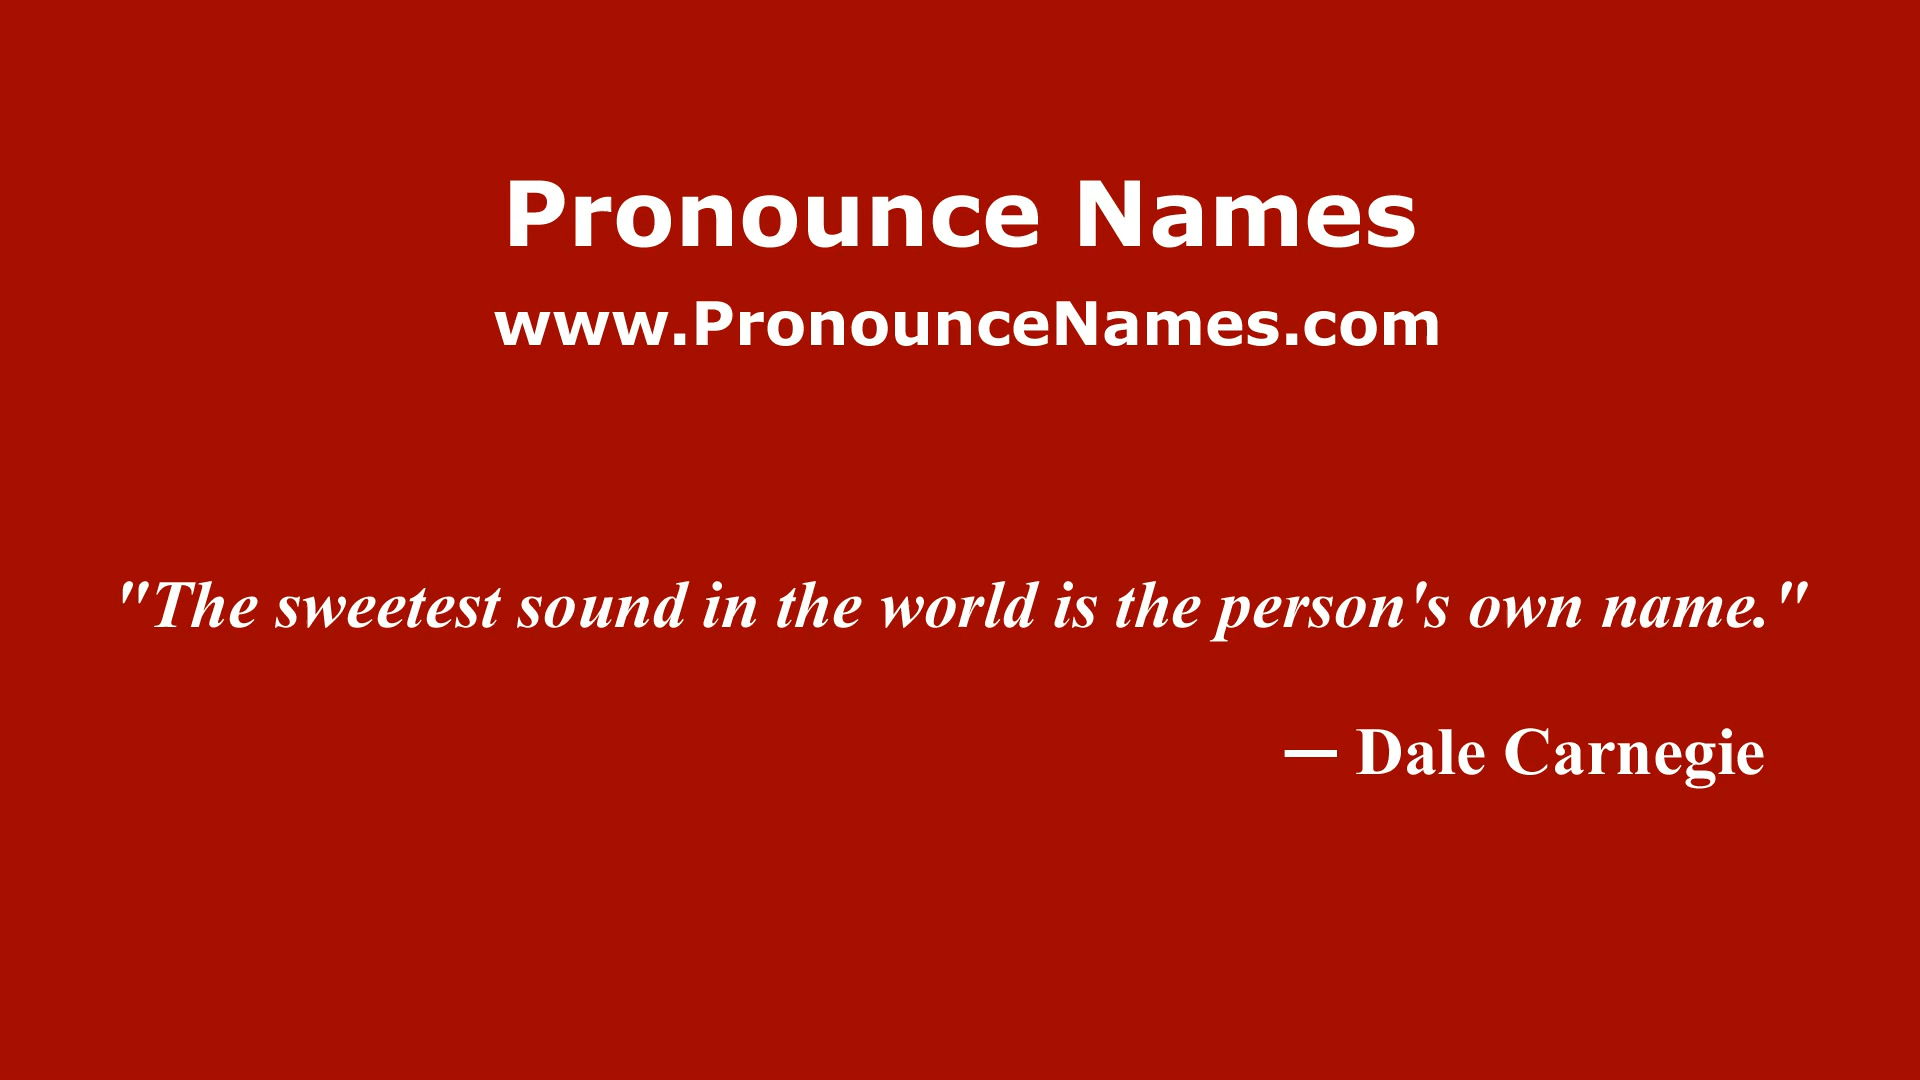 Pronounce Names
www.PronounceNames.com
"The sweetest sound in the world is the person's own name."
— Dale Carnegie